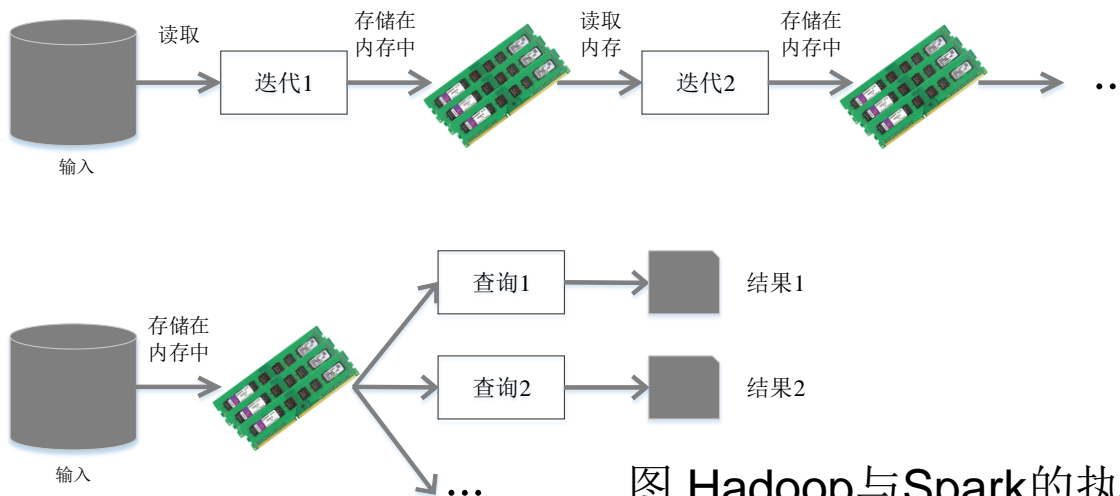 读取
存储在
内存中
读取
内存
存储在
内存中
迭代1
迭代2
..
输入
查询1
结果1
存储在
内存中
查询2
结果2
输入
...
图 Hadoop与Spark的执